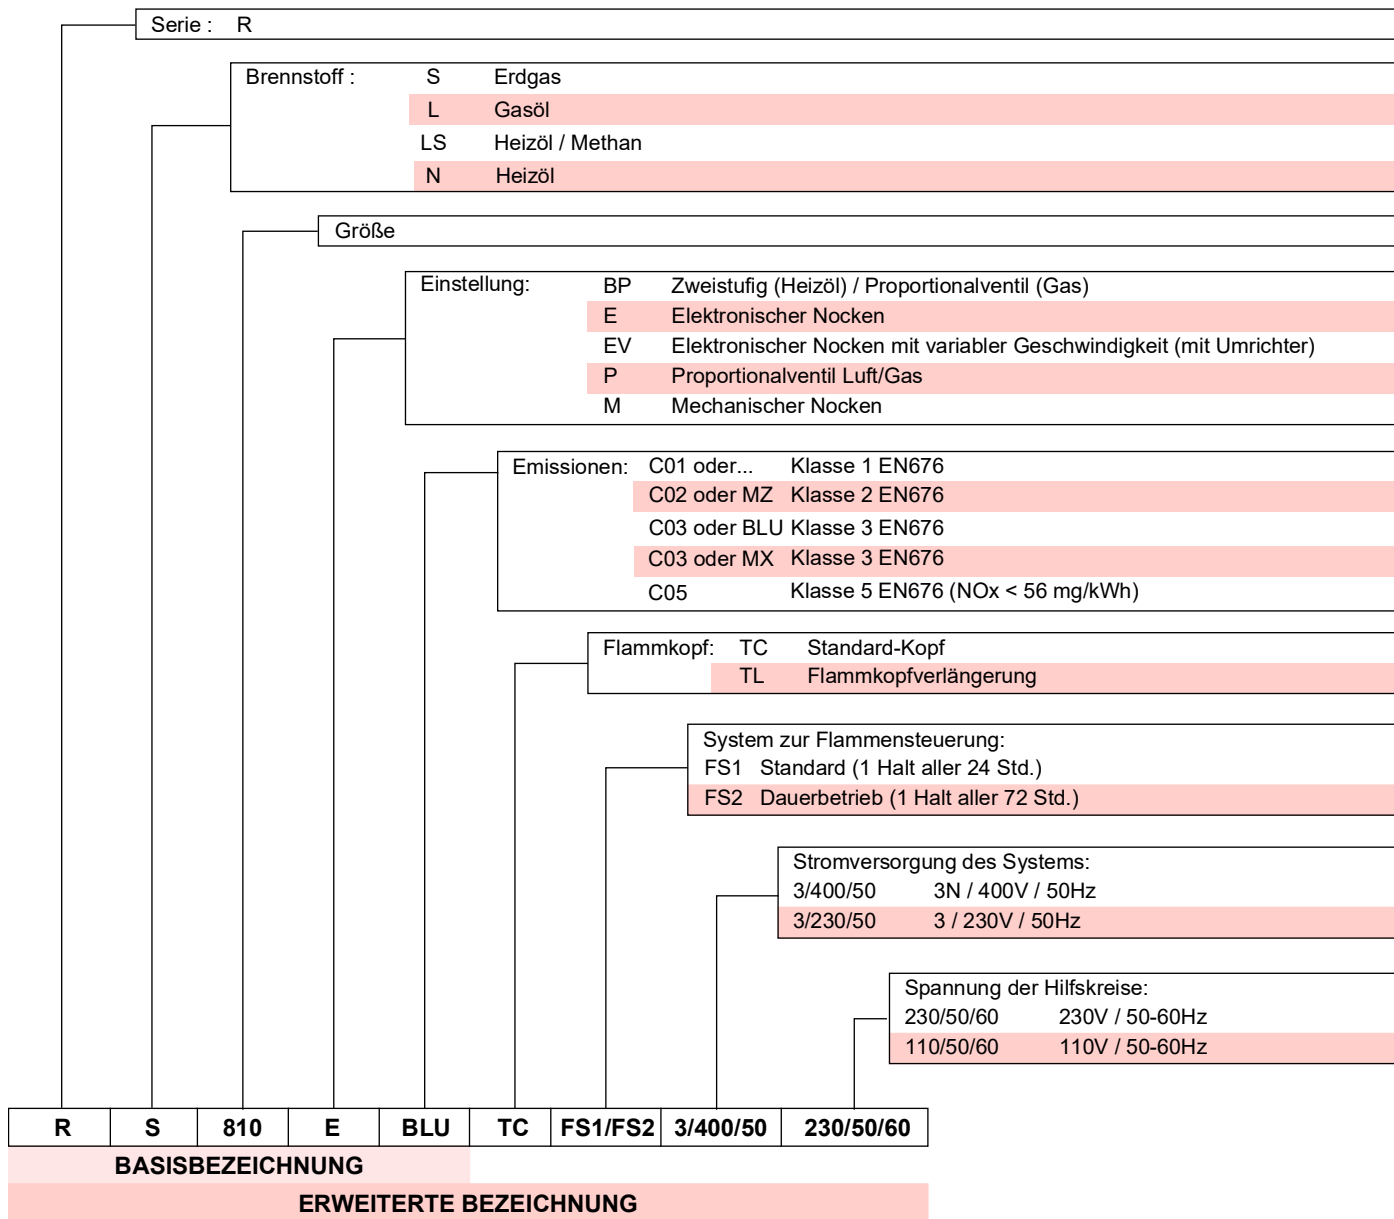 Serie : R
Brennstoff : S Erdgas
L Gasöl
LS Heizöl / Methan
N Heizöl
Größe
Einstellung: BP Zweistufig (Heizöl) / Proportionalventil (Gas)
E Elektronischer Nocken
EV Elektronischer Nocken mit variabler Geschwindigkeit (mit Umrichter)
P Proportionalventil Luft/Gas
M Mechanischer Nocken
Emissionen: C01 oder... Klasse 1 EN676
C02 oder MZ Klasse 2 EN676
C03 oder BLU Klasse 3 EN676
C03 oder MX Klasse 3 EN676
C05 Klasse 5 EN676 (NOx < 56 mg/kWh)
Flammkopf: TC Standard-Kopf
TL Flammkopfverlängerung
System zur Flammensteuerung:
FS1 Standard (1 Halt aller 24 Std.)
FS2 Dauerbetrieb (1 Halt aller 72 Std.)
Stromversorgung des Systems:
3/400/50 3N / 400V / 50Hz
3/230/50 3 / 230V / 50Hz
Spannung der Hilfskreise:
230/50/60 230V / 50-60Hz
110/50/60 110V / 50-60Hz
R S 810 E BLU TC FS1/FS2 3/400/50 230/50/60
BASISBEZEICHNUNG
ERWEITERTE BEZEICHNUNG